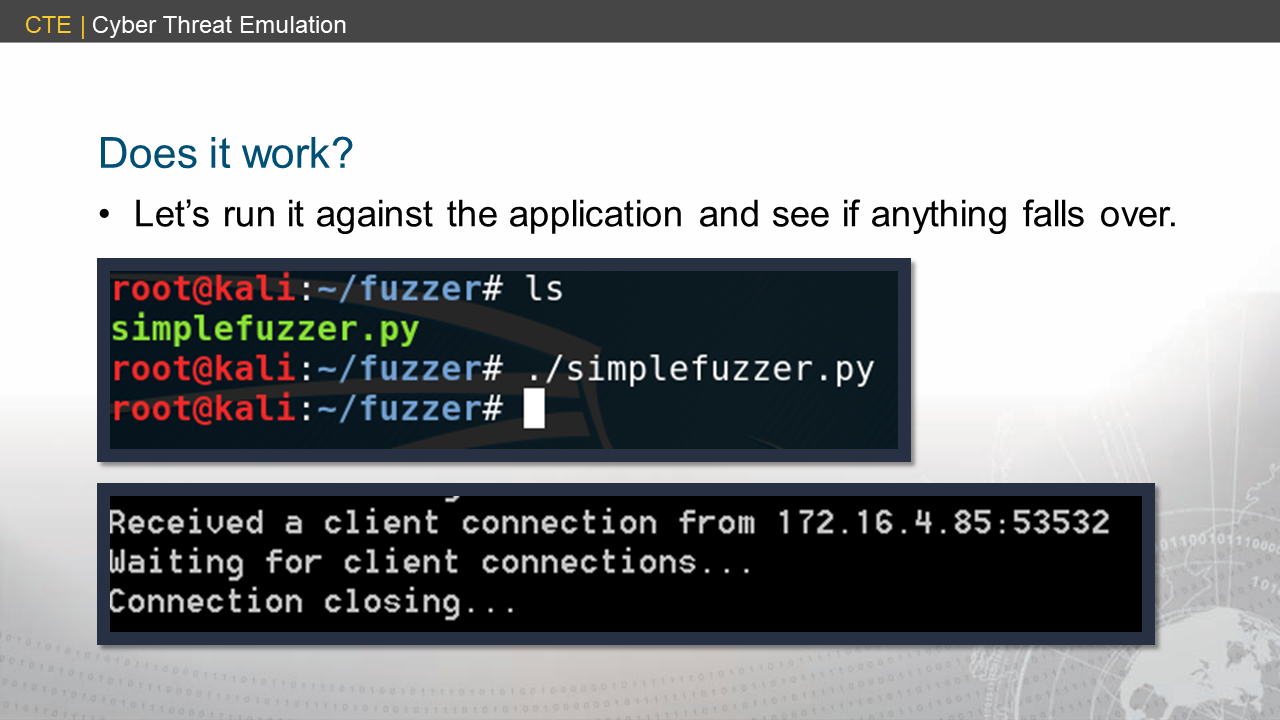 CTE | Cyber Threat Emulation
Does it work?
• Let’s run it against the application and see if anything falls over.
root@kali:~/fuzzer# ls
simplefuzzer.py
root@kali:~/fuzzer# ./simplefuzzer.py
root@kali:~/fuzzer#
Received a client connection from 172.16.4.85:53532
Waiting for client connections...
Connection closing...